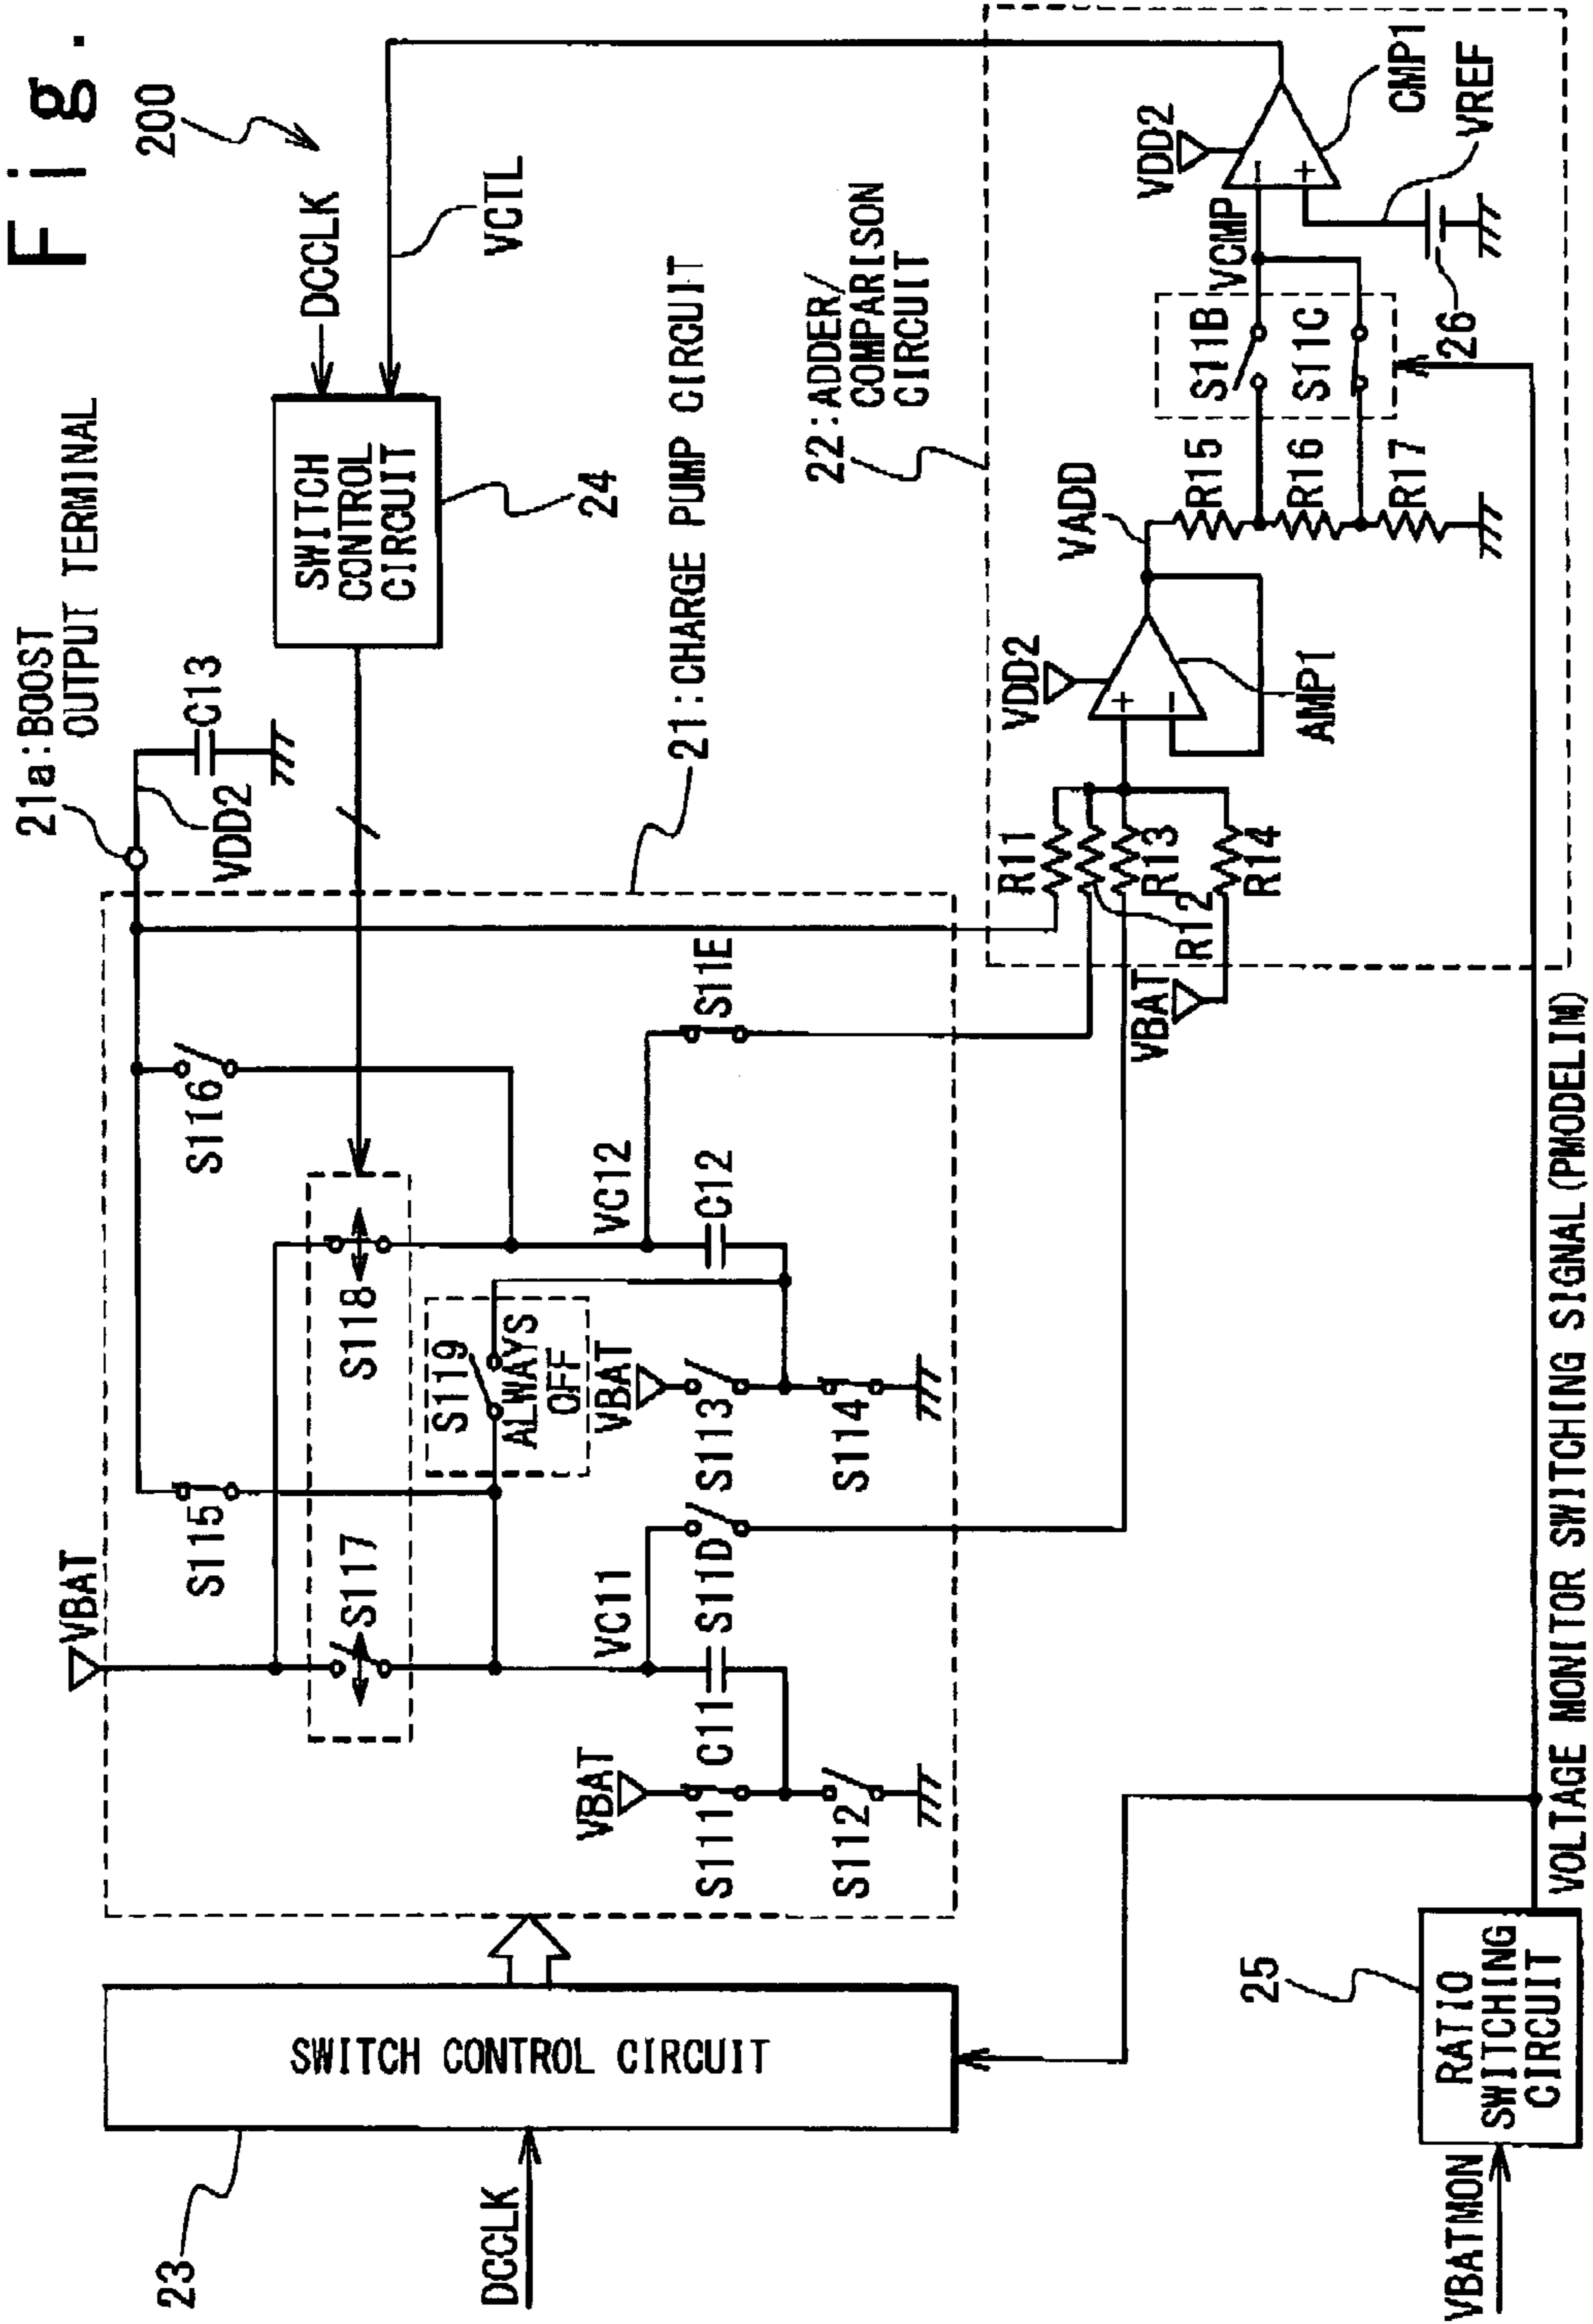 Fig.
200
21a:BOOST
OUTPUT TERMINAL
VDD2
C13
SWITCH
CONTROL
CIRCUIT
24
DCCLK
VCTL
21:CHARGE PUMP CIRCUIT
VBAT
S115
S116
S117
S118
S119
ALWAYS
OFF
VC11
VC12
VBAT
S111
C11
S11D
S112
VBAT
S113
C12
S11E
S114
23
SWITCH CONTROL CIRCUIT
DCCLK
22:ADDER/
COMPARISON
CIRCUIT
R11
R12
R13
R14
VBAT
VDD2
AMP1
VADD
R15
R16
R17
S11B
S11C
VCMP
VDD2
CMP1
VREF
26
+
−
−
+
25
RATIO
SWITCHING
CIRCUIT
VBATMON
VOLTAGE MONITOR SWITCHING SIGNAL(PMODELIM)